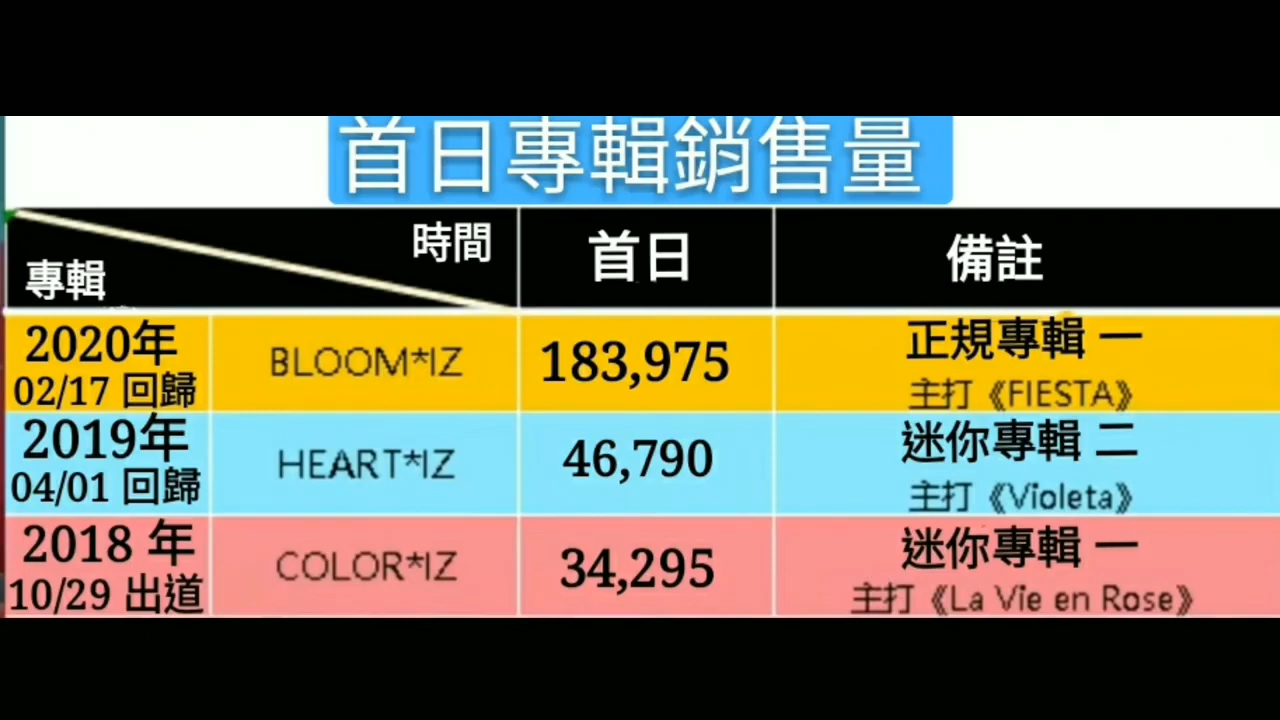 首日專輯銷售量
時間
專輯
首日
備註
2020年
02/17 回歸
BLOOM*IZ
183,975
正規專輯 一
主打《FIESTA》
2019年
04/01 回歸
HEART*IZ
46,790
迷你專輯 二
主打《Violeta》
2018 年
10/29 出道
COLOR*IZ
34,295
迷你專輯 一
主打《La Vie en Rose》